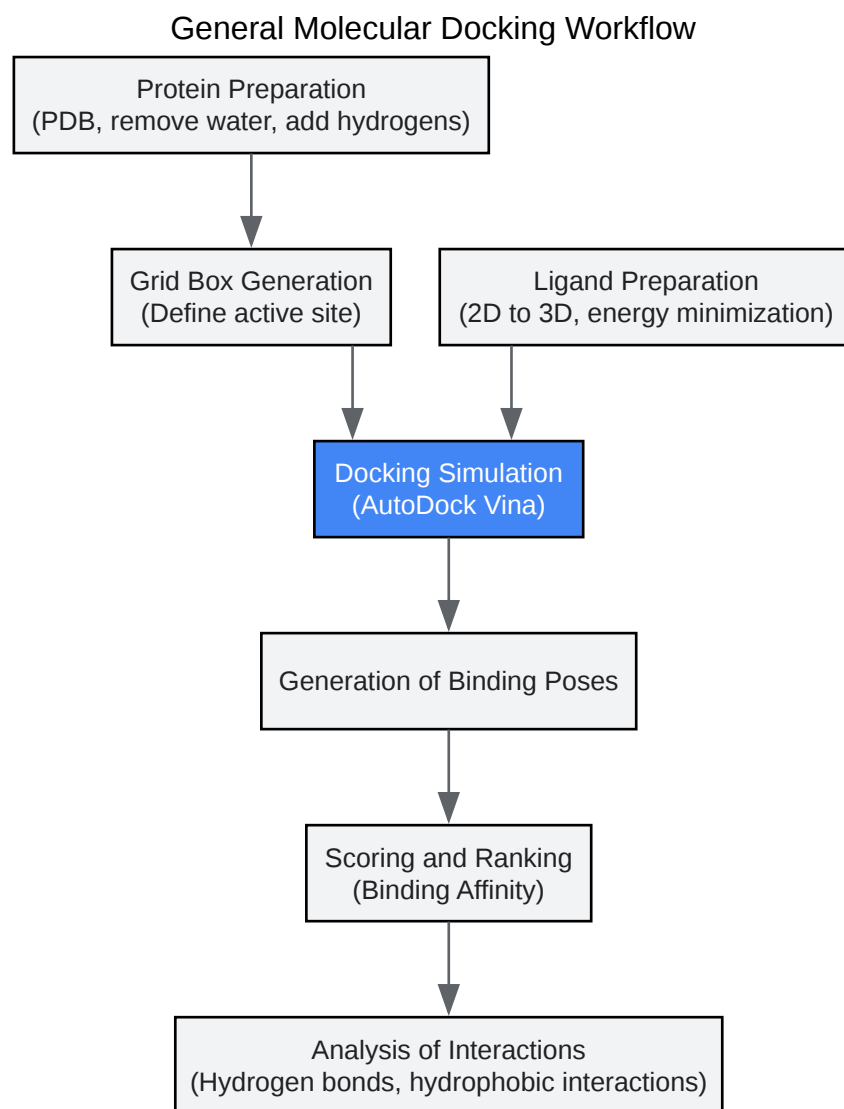 General Molecular Docking Workflow
Protein Preparation
(PDB, remove water, add hydrogens)
Grid Box Generation
(Define active site)
Ligand Preparation
(2D to 3D, energy minimization)
Docking Simulation
(AutoDock Vina)
Generation of Binding Poses
Scoring and Ranking
(Binding Affinity)
Analysis of Interactions
(Hydrogen bonds, hydrophobic interactions)